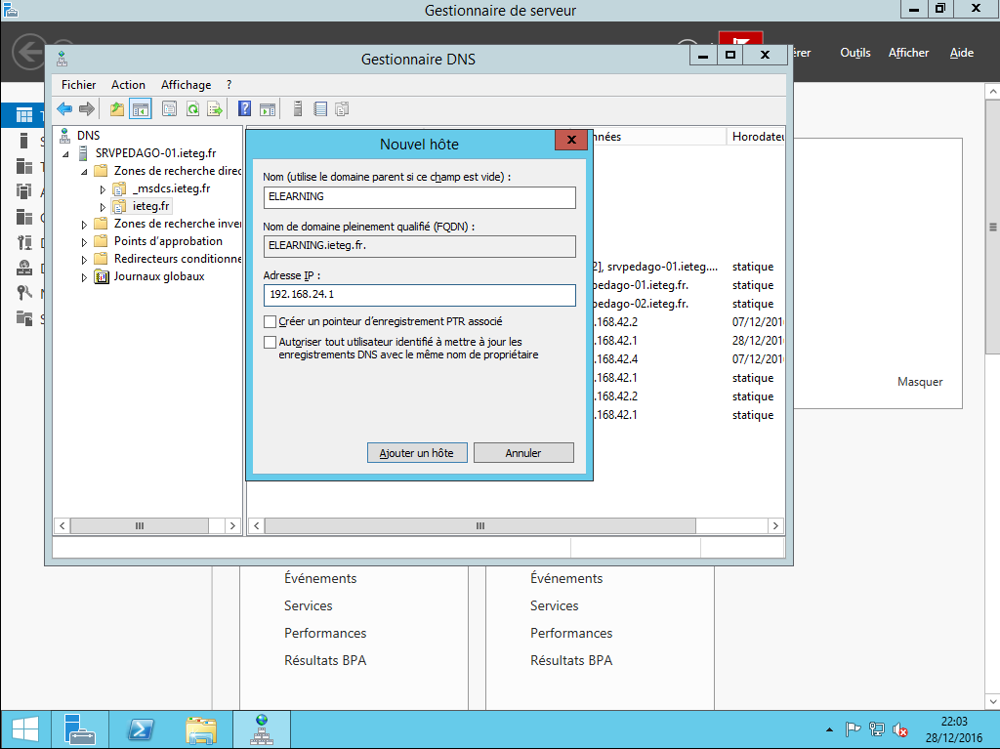 Gestionnaire de serveur
Outils Afficher Aide
Gestionnaire DNS
Fichier Action Affichage ?
DNS
SRVPEDAGO-01.ieteg.fr
Zones de recherche direc
_msdcs.ieteg.fr
ieteg.fr
Zones de recherche inver
Points d'approbation
Redirecteurs conditionne
Journaux globaux
nnées Horodateu
2], srvpedago-01.ieteg.... statique
pedago-01.ieteg.fr. statique
pedago-02.ieteg.fr. statique
.168.42.2 07/12/201
.168.42.1 28/12/201
.168.42.4 07/12/201
.168.42.1 statique
.168.42.2 statique
.168.42.1 statique
Nouvel hôte
Nom (utilise le domaine parent si ce champ est vide) :
ELEARNING
Nom de domaine pleinement qualifié (FQDN) :
ELEARNING.ieteg.fr.
Adresse IP :
192.168.24.1
Créer un pointeur d'enregistrement PTR associé
Autoriser tout utilisateur identifié à mettre à jour les
enregistrements DNS avec le même nom de propriétaire
Ajouter un hôte Annuler
Masquer
Événements Événements
Services Services
Performances Performances
Résultats BPA Résultats BPA
22:03
28/12/2016